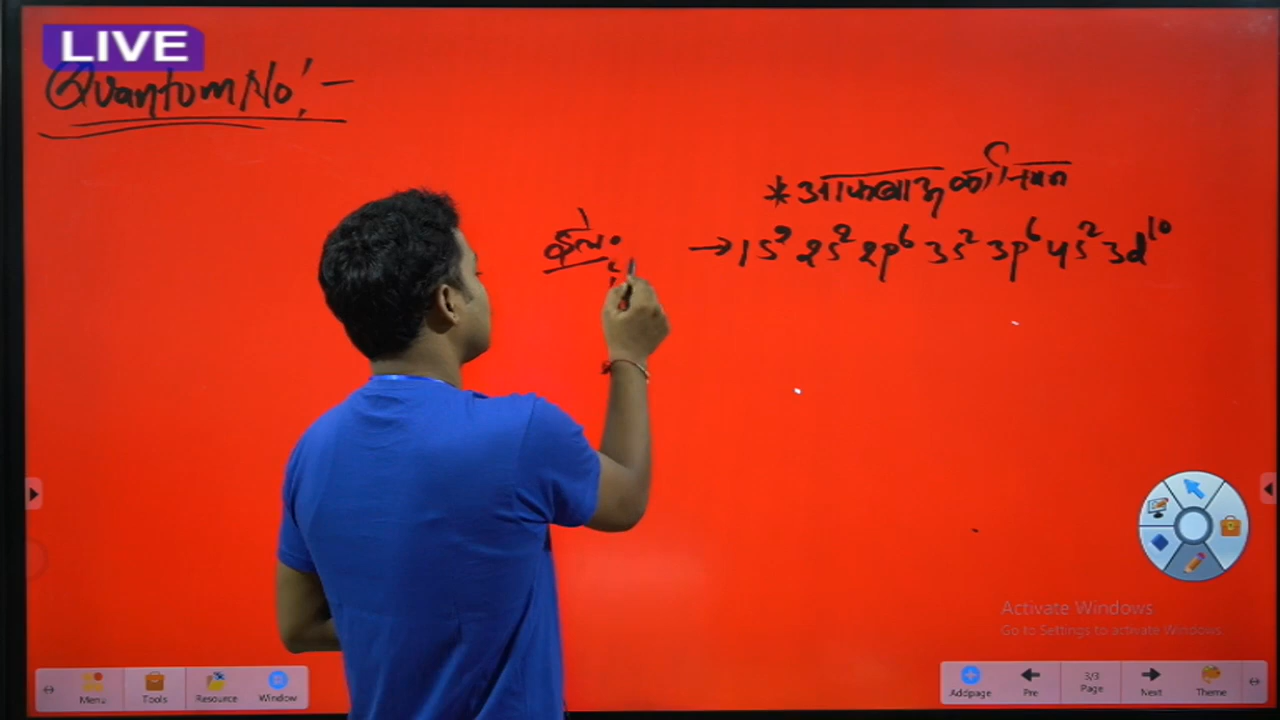 LIVE
Quantum No:-
* आफबाऊ का नियम
→ 1s² 2s² 2p⁶ 3s² 3p⁶ 4s² 3d¹⁰
Activate Windows
Go to Settings to activate Windows.
Menu Tools Resource Window
Addpage Pre 3/3 Page Next Theme